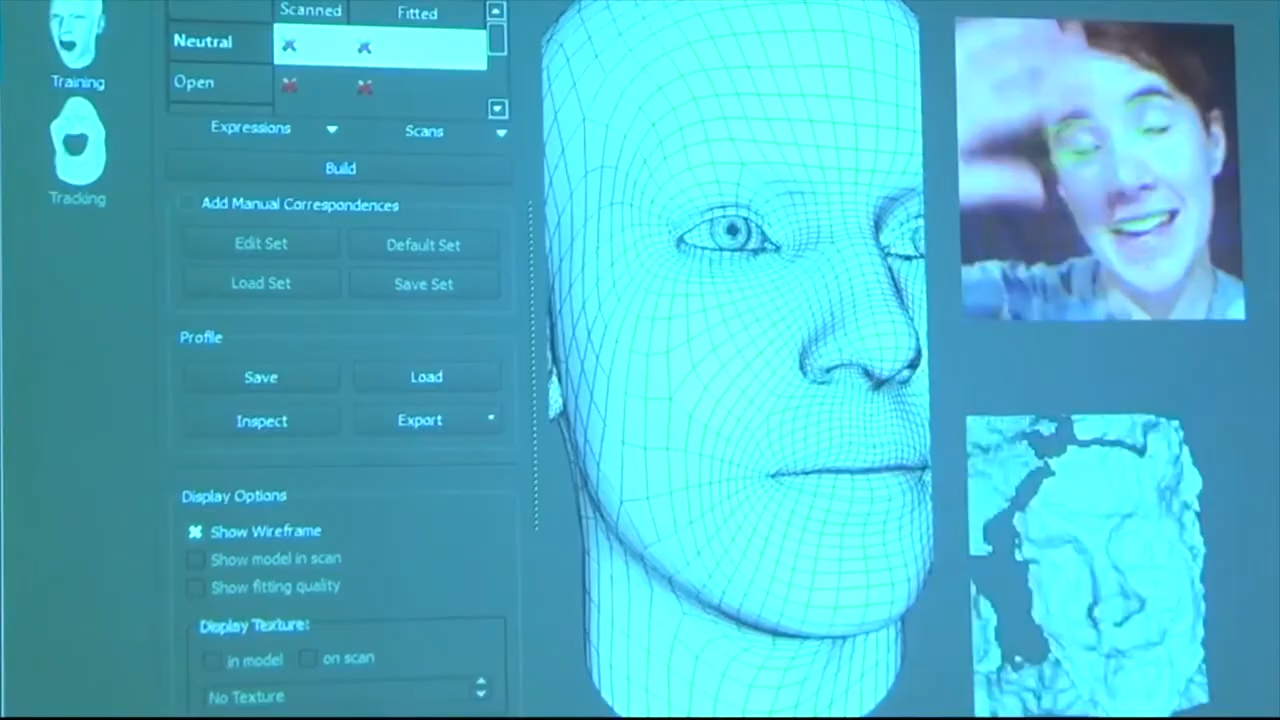 Scanned Fitted
Neutral
Open
Training
Tracking
Expressions Scans
Build
Add Manual Correspondences
Edit Set Default Set
Load Set Save Set
Profile
Save Load
Inspect Export
Display Options
Show Wireframe
Show model in scan
Show fitting quality
Display Texture:
in model on scan
No Texture